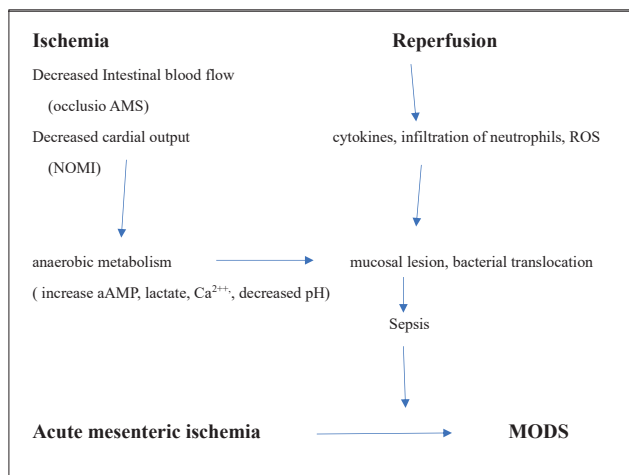 Ischemia
Reperfusion
Decreased Intestinal blood flow
(occlusio AMS)
Decreased cardial output
cytokines, infiltration of neutrophils, ROS
(NOMI)
anaerobic metabolism
mucosal lesion, bacterial translocation
( increase aAMP, lactate, Ca²⁺⁺, decreased pH)
Sepsis
Acute mesenteric ischemia
MODS